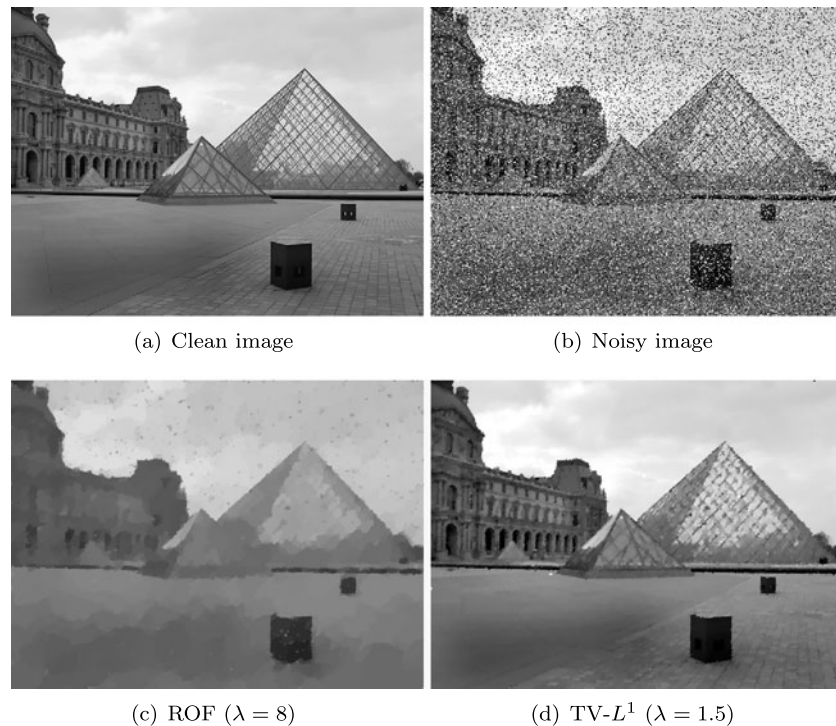 (a) Clean image
(b) Noisy image
(c) ROF (λ = 8)
(d) TV-L¹ (λ = 1.5)